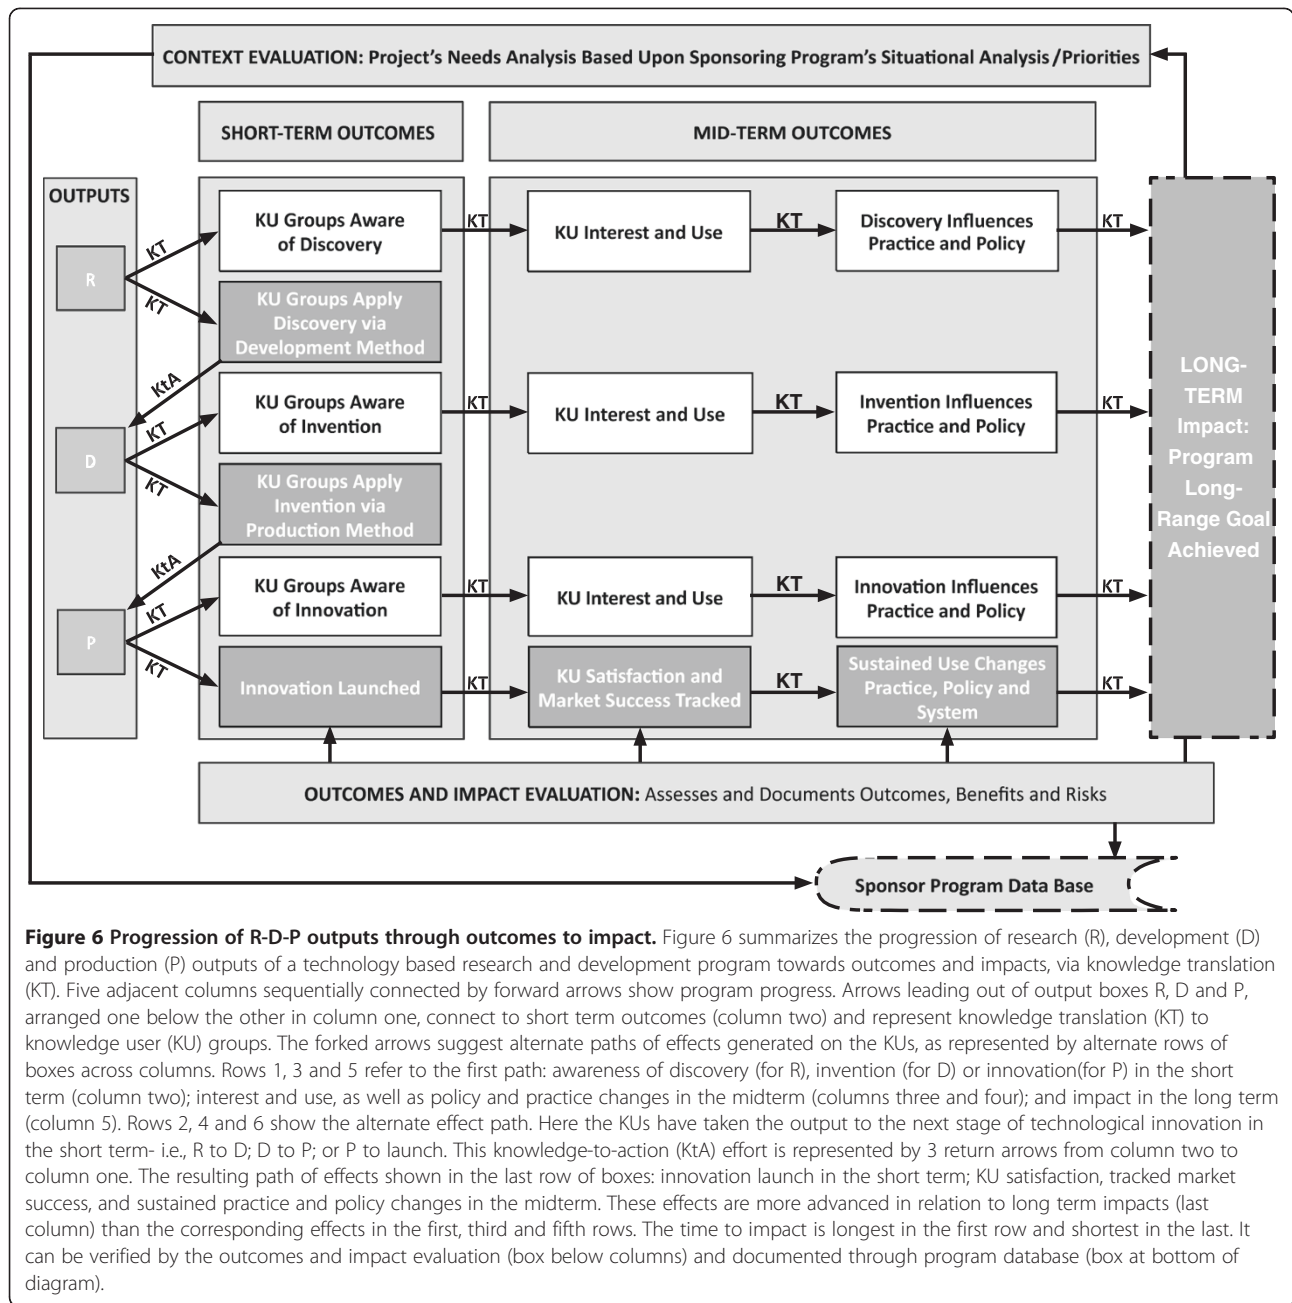 CONTEXT EVALUATION: Project's Needs Analysis Based Upon Sponsoring Program's Situational Analysis/Priorities
SHORT-TERM OUTCOMES
MID-TERM OUTCOMES
OUTPUTS
R
KT
KT
KU Groups Aware
of Discovery
KT
KU Interest and Use
KT
Discovery Influences
Practice and Policy
KT
KU Groups Apply
Discovery via
Development Method
KtA
D
KT
KT
KU Groups Aware
of Invention
KT
KU Interest and Use
KT
Invention Influences
Practice and Policy
KT
KU Groups Apply
Invention via
Production Method
KtA
P
KT
KT
KU Groups Aware
of Innovation
KT
KU Interest and Use
KT
Innovation Influences
Practice and Policy
KT
Innovation Launched
KT
KU Satisfaction and
Market Success Tracked
KT
Sustained Use Changes
Practice, Policy and
System
KT
LONG-
TERM
Impact:
Program
Long-
Range Goal
Achieved
OUTCOMES AND IMPACT EVALUATION: Assesses and Documents Outcomes, Benefits and Risks
Sponsor Program Data Base
Figure 6 Progression of R-D-P outputs through outcomes to impact. Figure 6 summarizes the progression of research (R), development (D)
and production (P) outputs of a technology based research and development program towards outcomes and impacts, via knowledge translation
(KT). Five adjacent columns sequentially connected by forward arrows show program progress. Arrows leading out of output boxes R, D and P,
arranged one below the other in column one, connect to short term outcomes (column two) and represent knowledge translation (KT) to
knowledge user (KU) groups. The forked arrows suggest alternate paths of effects generated on the KUs, as represented by alternate rows of
boxes across columns. Rows 1, 3 and 5 refer to the first path: awareness of discovery (for R), invention (for D) or innovation(for P) in the short
term (column two); interest and use, as well as policy and practice changes in the midterm (columns three and four); and impact in the long term
(column 5). Rows 2, 4 and 6 show the alternate effect path. Here the KUs have taken the output to the next stage of technological innovation in
the short term- i.e., R to D; D to P; or P to launch. This knowledge-to-action (KtA) effort is represented by 3 return arrows from column two to
column one. The resulting path of effects shown in the last row of boxes: innovation launch in the short term; KU satisfaction, tracked market
success, and sustained practice and policy changes in the midterm. These effects are more advanced in relation to long term impacts (last
column) than the corresponding effects in the first, third and fifth rows. The time to impact is longest in the first row and shortest in the last. It
can be verified by the outcomes and impact evaluation (box below columns) and documented through program database (box at bottom of
diagram).